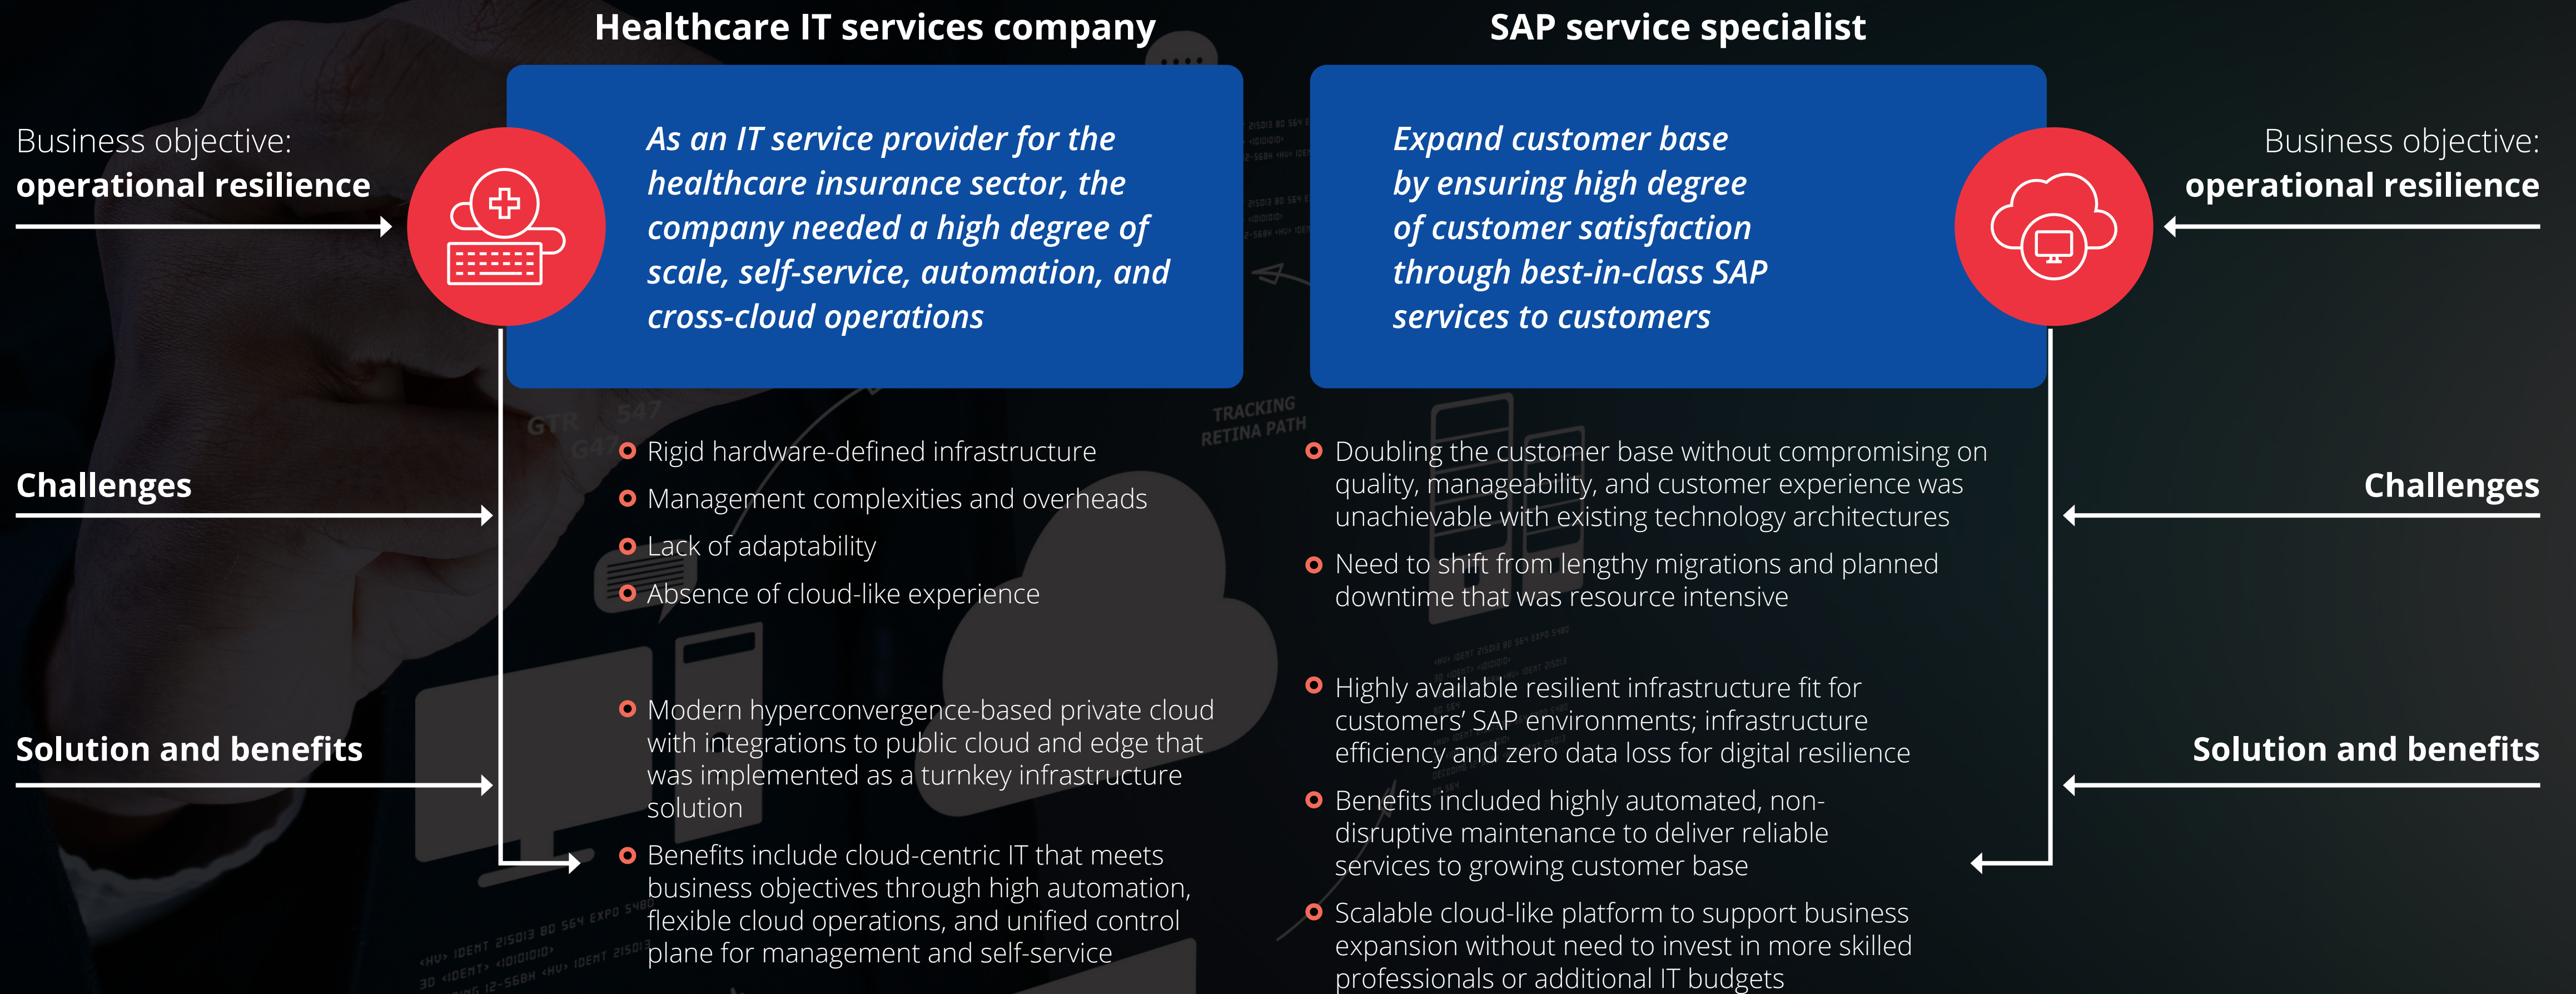 Healthcare IT services company
Business objective:
operational resilience
As an IT service provider for the
healthcare insurance sector, the
company needed a high degree of
scale, self-service, automation, and
cross-cloud operations
Challenges
Rigid hardware-defined infrastructure
Management complexities and overheads
Lack of adaptability
Absence of cloud-like experience
Solution and benefits
Modern hyperconvergence-based private cloud
with integrations to public cloud and edge that
was implemented as a turnkey infrastructure
solution
Benefits include cloud-centric IT that meets
business objectives through high automation,
flexible cloud operations, and unified control
plane for management and self-service
SAP service specialist
Business objective:
operational resilience
Expand customer base
by ensuring high degree
of customer satisfaction
through best-in-class SAP
services to customers
Challenges
Doubling the customer base without compromising on
quality, manageability, and customer experience was
unachievable with existing technology architectures
Need to shift from lengthy migrations and planned
downtime that was resource intensive
Solution and benefits
Highly available resilient infrastructure fit for
customers’ SAP environments; infrastructure
efficiency and zero data loss for digital resilience
Benefits included highly automated, non-
disruptive maintenance to deliver reliable
services to growing customer base
Scalable cloud-like platform to support business
expansion without need to invest in more skilled
professionals or additional IT budgets
GTR 547
G47
TRACKING
RETINA PATH